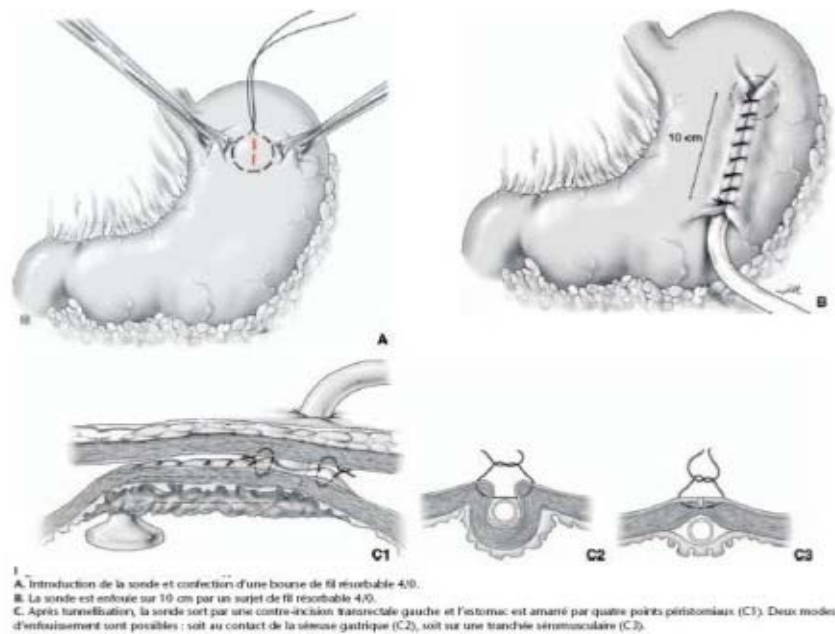 A
10 cm
B
C1
C2
C3
A. Introduction de la sonde et confection d'une bourse de fil résorbable 4/0.
B. La sonde est enfouie sur 10 cm par un surjet de fil résorbable 4/0.
C. Après tunnellisation, la sonde sort par une contre-incision transrectale gauche et l'estomac est amarré par quatre points péristomiaux (C1). Deux modes
d'enfouissement sont possibles : soit au contact de la séreuse gastrique (C2), soit sur une tranchée séromusculaire (C3).